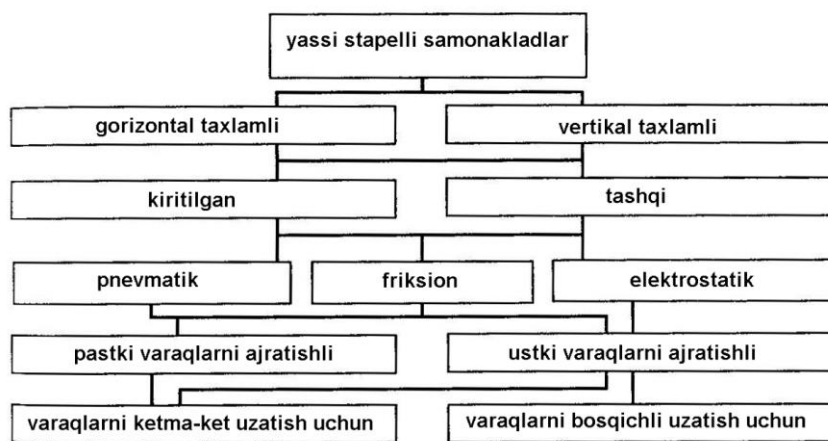 yassi stapelli samonakladlar
gorizontal taxlamli
vertikal taxlamli
kiritilgan
tashqi
pnevmatik
friksion
elektrostatik
pastki varaqlarni ajratishli
ustki varaqlarni ajratishli
varaqlarni ketma-ket uzatish uchun
varaqlarni bosqichli uzatish uchun